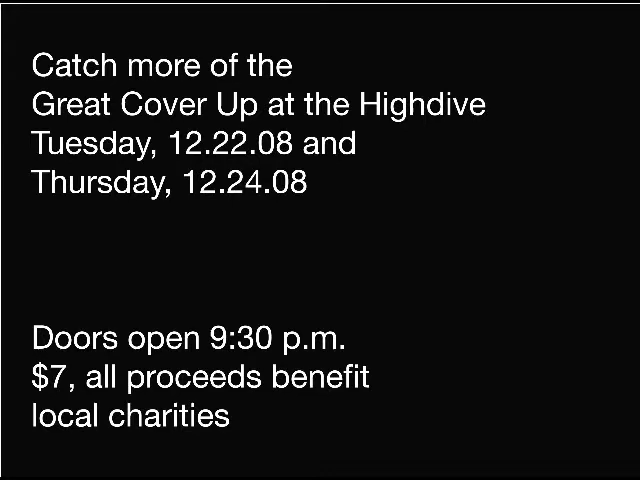 Catch more of the
Great Cover Up at the Highdive
Tuesday, 12.22.08 and
Thursday, 12.24.08
Doors open 9:30 p.m.
$7, all proceeds benefit
local charities